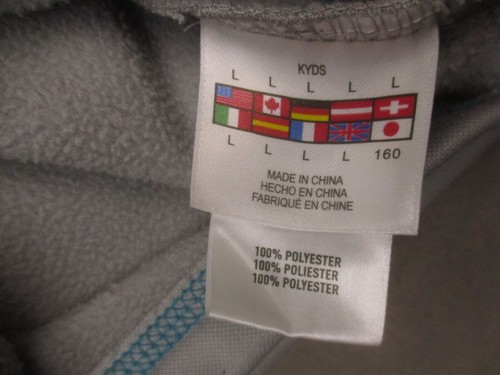 KYDS
L L L L L
L L L L 160
MADE IN CHINA
HECHO EN CHINA
FABRIQUÉ EN CHINE
100% POLYESTER
100% POLIESTER
100% POLYESTER